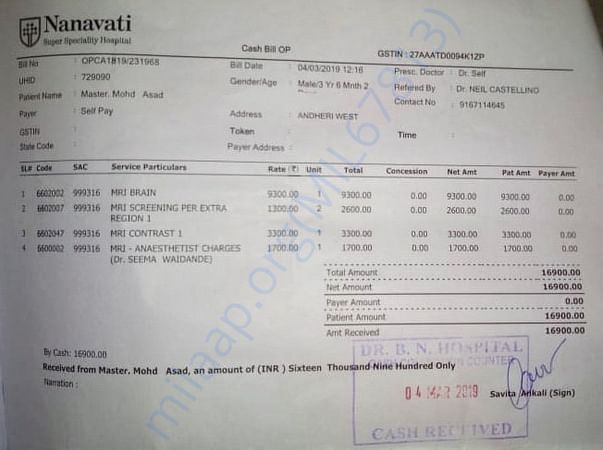 Nanavati
Super Speciality Hospital
Cash Bill OP
GSTIN : 27AAATD0094K1ZP
Bill No : OPCA1819/231968 Bill Date : 04/03/2019 12:16 Presc. Doctor : Dr. Self
UHID : 729090 Gender/Age : Male/3 Yr 6 Mnth 2 Refered By : Dr. NEIL CASTELLINO
Patient Name : Master. Mohd Asad Contact No : 9167114645
Payer : Self Pay Address : ANDHERI WEST
GSTIN : Token : Time :
State Code : Payer Address :
SL# Code SAC Service Particulars Rate (₹) Unit Total Concession Net Amt Pat Amt Payer Amt
1 6602002 999316 MRI BRAIN 9300.00 1 9300.00 0.00 9300.00 9300.00 0.00
2 6602007 999316 MRI SCREENING PER EXTRA REGION 1 1300.00 2 2600.00 0.00 2600.00 2600.00 0.00
3 6602047 999316 MRI CONTRAST 1 3300.00 1 3300.00 0.00 3300.00 3300.00 0.00
4 6600002 999316 MRI - ANAESTHETIST CHARGES (Dr. SEEMA WAIDANDE) 1700.00 1 1700.00 0.00 1700.00 1700.00 0.00
Total Amount 16900.00
Net Amount 16900.00
Payer Amount 0.00
Patient Amount 16900.00
Amt Received 16900.00
By Cash: 16900.00
Received from Master. Mohd Asad, an amount of (INR ) Sixteen Thousand Nine Hundred Only
Narration :
DR. B. N. HOSPITAL
COUNTER
04 MAR 2019
CASH RECEIVED
Savita Arikali (Sign)
milaap.org(MIL678